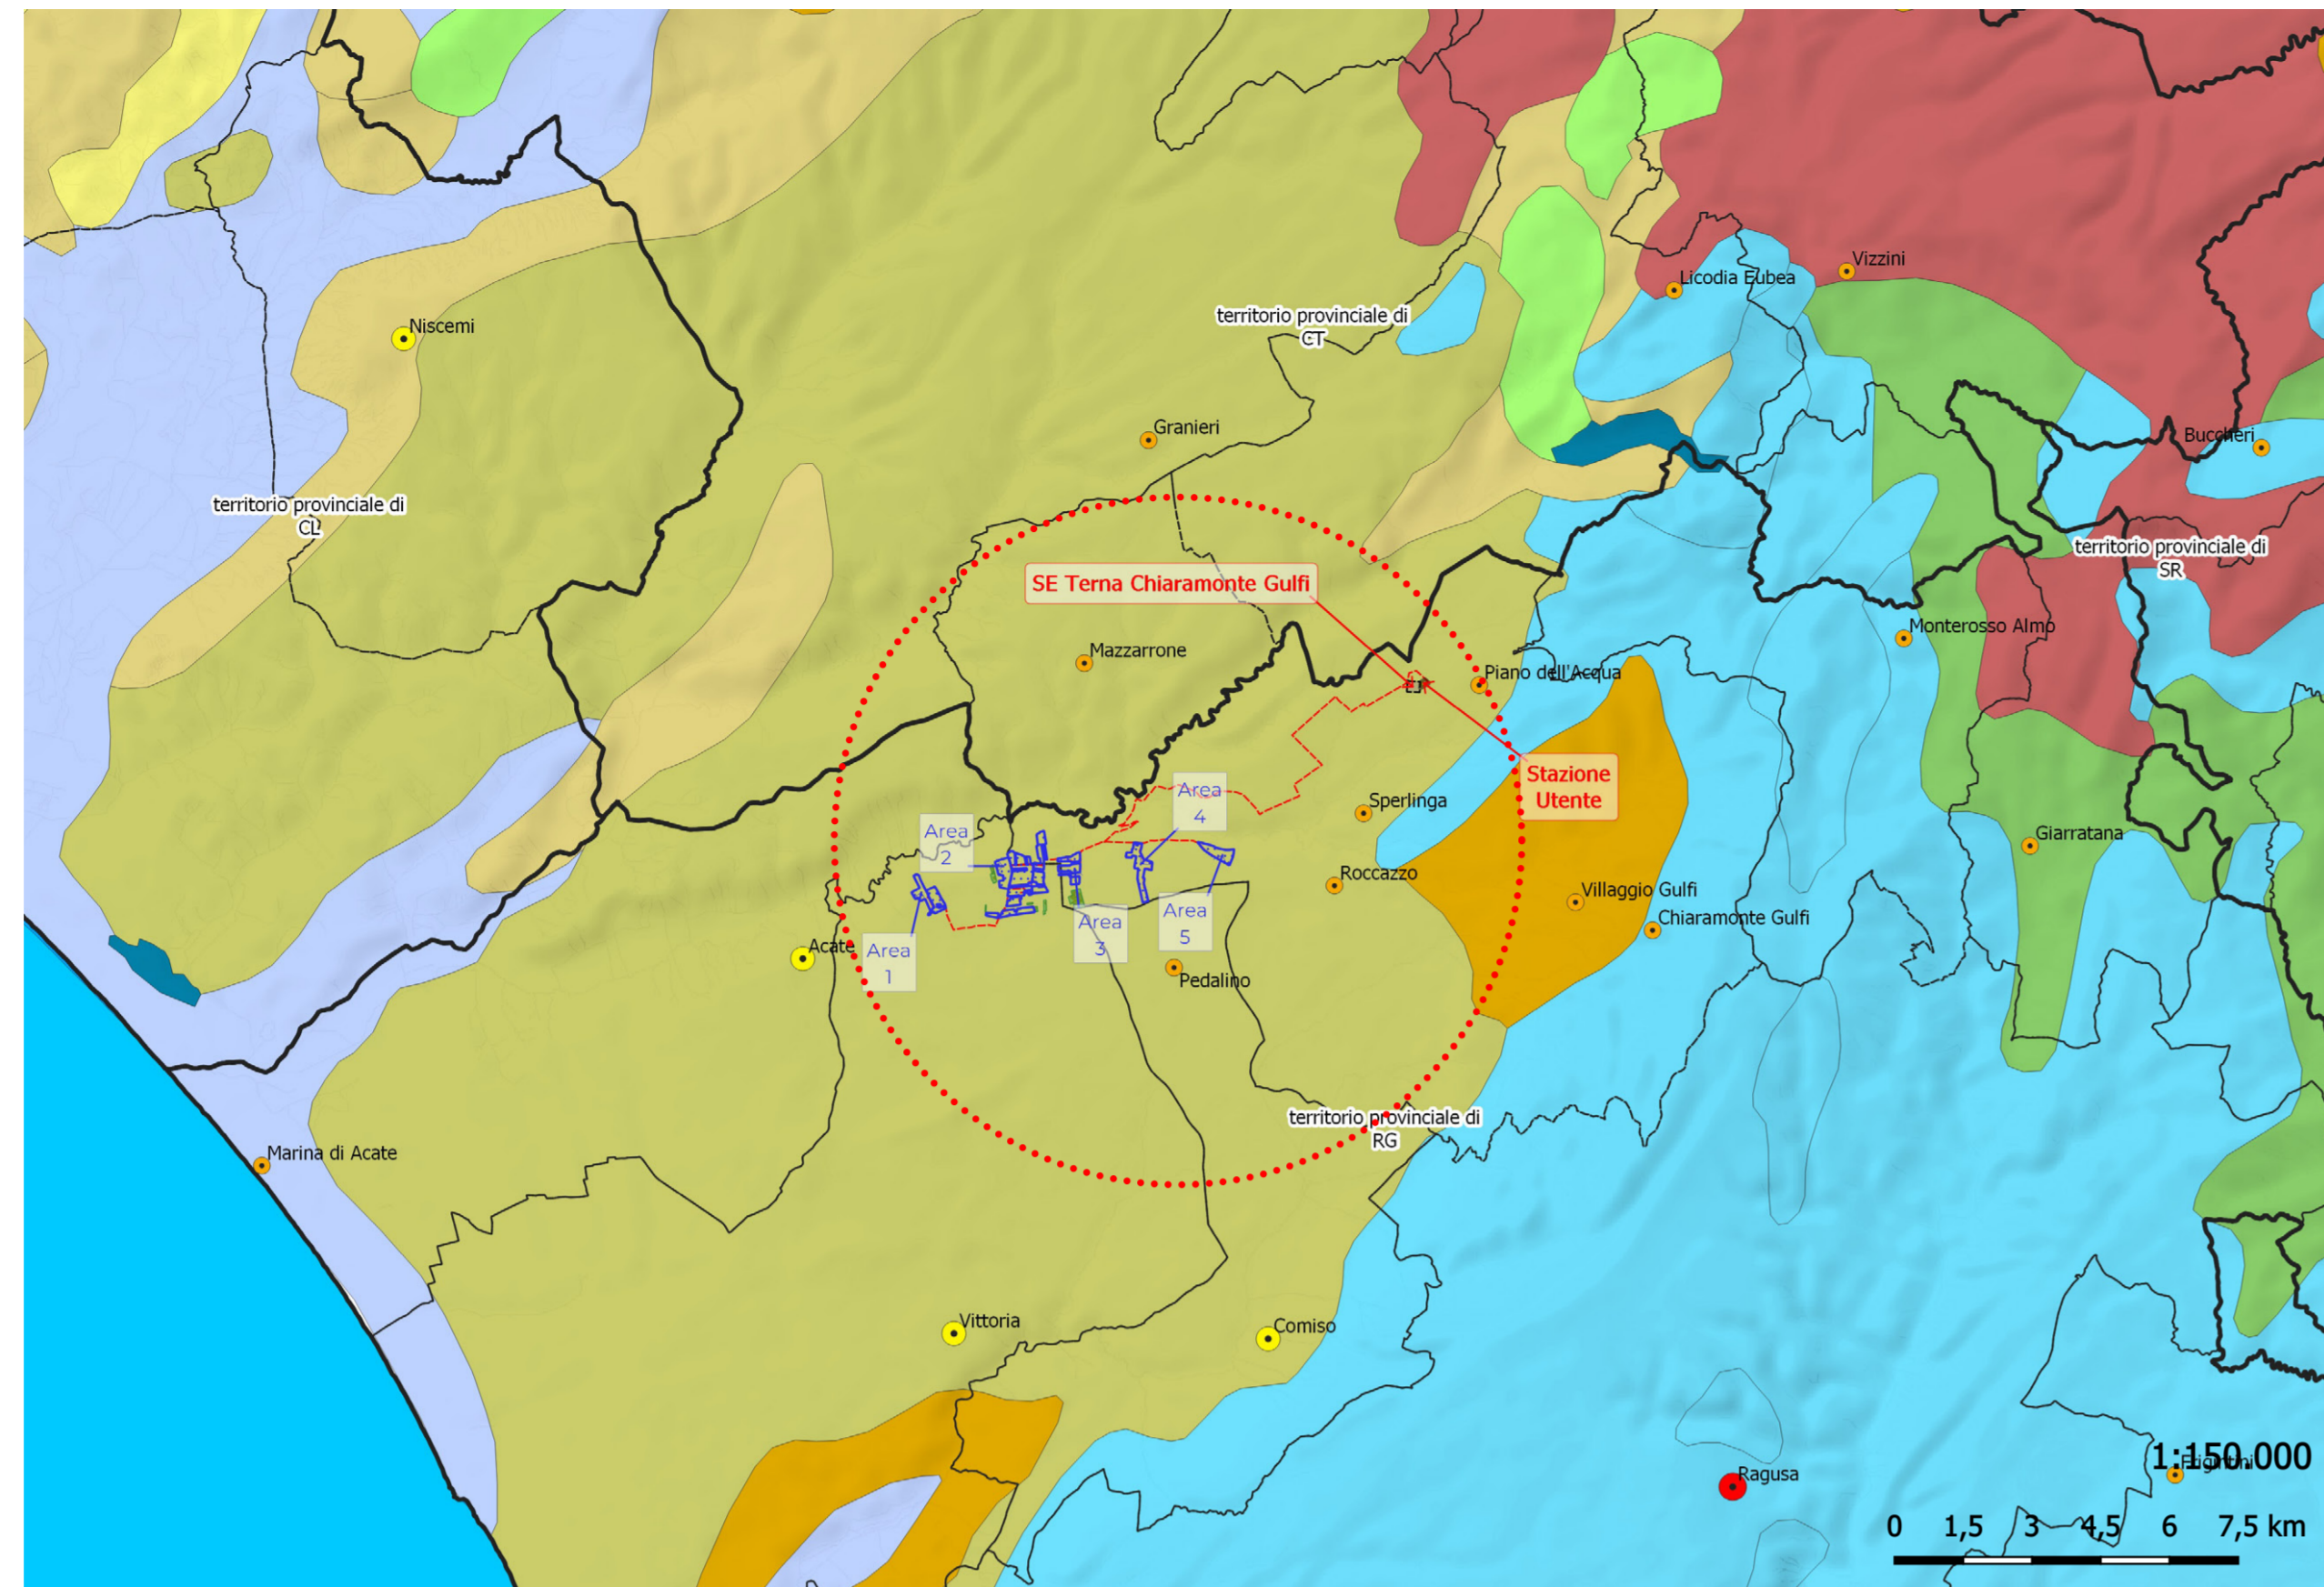 Vizzini
Licodia Eubea
territorio provinciale di
CT
Niscemi
Granieri
Buccheri
territorio provinciale di
CL
territorio provinciale di
SR
SE Terna Chiaramonte Gulfi
Monterosso Almo
Mazzarrone
Piano dell'Acqua
Stazione
Utente
Area
4
Sperlinga
Area
2
Giarratana
Roccazzo
Villaggio Gulfi
Area
5
Chiaramonte Gulfi
Area
3
Acate
Area
1
Pedalino
territorio provinciale di
RG
Marina di Acate
Vittoria
Comiso
1:150.000
Frigintini
Ragusa
0 1,5 3 4,5 6 7,5 km